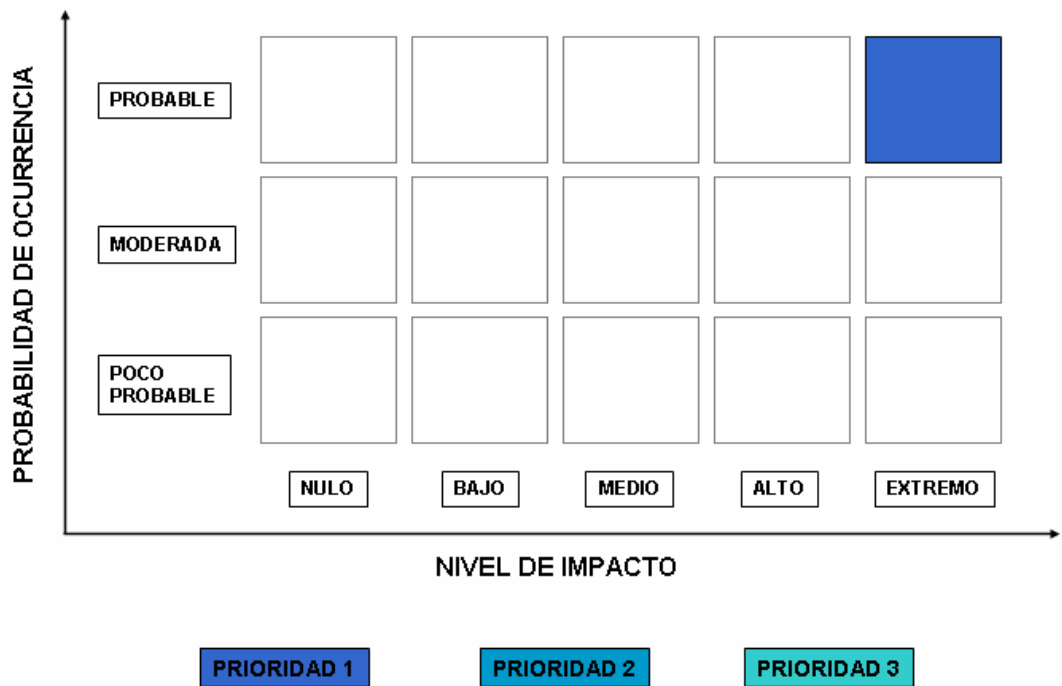 PROBABILIDAD DE OCURRENCIA
PROBABLE
MODERADA
POCO
PROBABLE
NULO
BAJO
MEDIO
ALTO
EXTREMO
NIVEL DE IMPACTO
PRIORIDAD 1
PRIORIDAD 2
PRIORIDAD 3